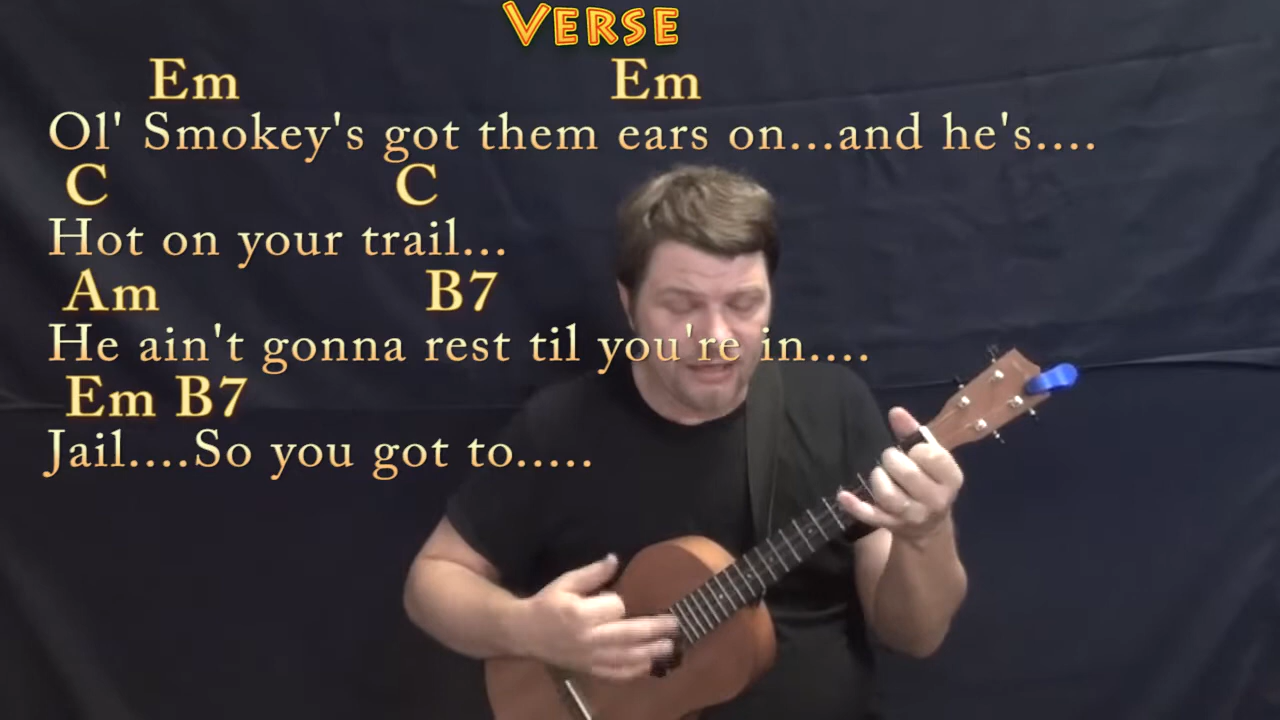 VERSE
Em Em
Ol' Smokey's got them ears on...and he's....
C C
Hot on your trail...
Am B7
He ain't gonna rest til you're in....
Em B7
Jail....So you got to.....